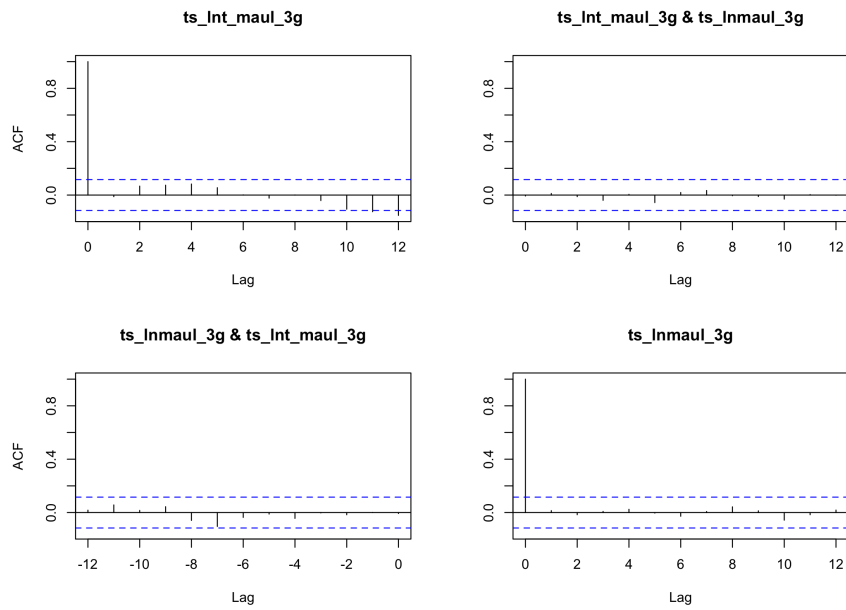 ts_lnt_maul_3g
ts_lnt_maul_3g & ts_lnmaul_3g
ACF
0.0 0.4 0.8
0 2 4 6 8 10 12
Lag
0.0 0.4 0.8
0 2 4 6 8 10 12
Lag
ts_lnmaul_3g & ts_lnt_maul_3g
ts_lnmaul_3g
ACF
0.0 0.4 0.8
-12 -10 -8 -6 -4 -2 0
Lag
0.0 0.4 0.8
0 2 4 6 8 10 12
Lag